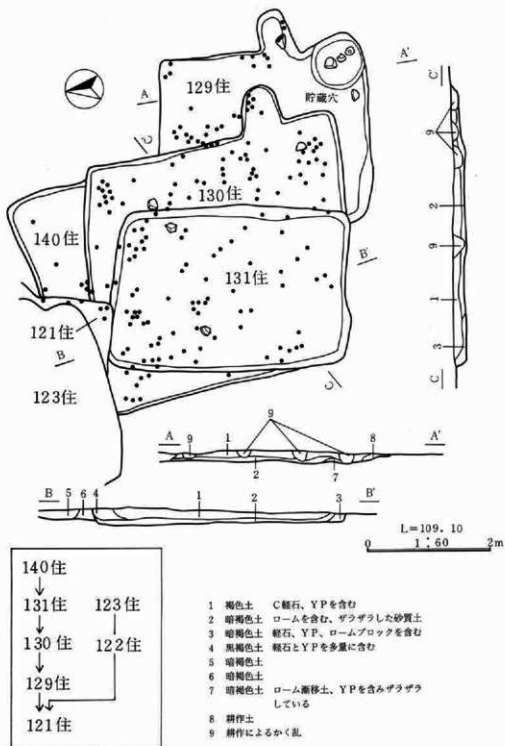 A'
129住
A
貯蔵穴
C'
C'
9
130住
2
140住
B'
9
131住
121住
1
B
123住
3
C
C
9
A
9
1
8
A'
2
7
B
5
6
4
1
2
3
B'
L=109.10
0
1:60
2m
140住
131住
123住
130住
122住
129住
121住
1 褐色土 C軽石、YPを含む
2 暗褐色土 ロームを含む、ザラザラした砂質土
3 暗褐色土 軽石、YP、ロームブロックを含む
4 黒褐色土 軽石とYPを多量に含む
5 暗褐色土
6 暗褐色土
7 暗褐色土 ローム漸移土、YPを含みザラザラ
している
8 耕作土
9 耕作によるかく乱